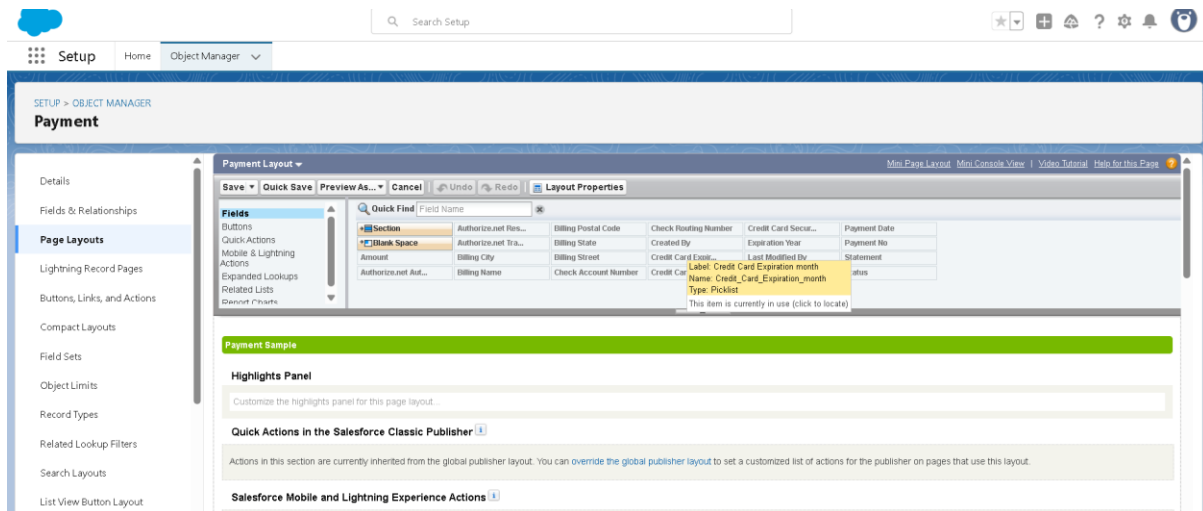 Search Setup
Setup Home Object Manager
SETUP > OBJECT MANAGER
Payment
Details
Fields & Relationships
Page Layouts
Lightning Record Pages
Buttons, Links, and Actions
Compact Layouts
Field Sets
Object Limits
Record Types
Related Lookup Filters
Search Layouts
List View Button Layout
Payment Layout Mini Page Layout Mini Console View | Video Tutorial Help for this Page
Save Quick Save Preview As... Cancel Undo Redo Layout Properties
Fields
Buttons
Quick Actions
Mobile & Lightning
Actions
Expanded Lookups
Related Lists
Report Charts
Quick Find Field Name
Section Authorize.net Res... Billing Postal Code Check Routing Number Credit Card Secur... Payment Date
Blank Space Authorize.net Tra... Billing State Created By Expiration Year Payment No
Amount Billing City Billing Street Credit Card Expir... Last Modified By Statement
Authorize.net Aut... Billing Name Check Account Number Credit Car
Label: Credit Card Expiration month
Name: Credit_Card_Expiration_month
Type: Picklist
This item is currently in use (click to locate)
Payment Sample
Highlights Panel
Customize the highlights panel for this page layout...
Quick Actions in the Salesforce Classic Publisher
Actions in this section are currently inherited from the global publisher layout. You can override the global publisher layout to set a customized list of actions for the publisher on pages that use this layout.
Salesforce Mobile and Lightning Experience Actions